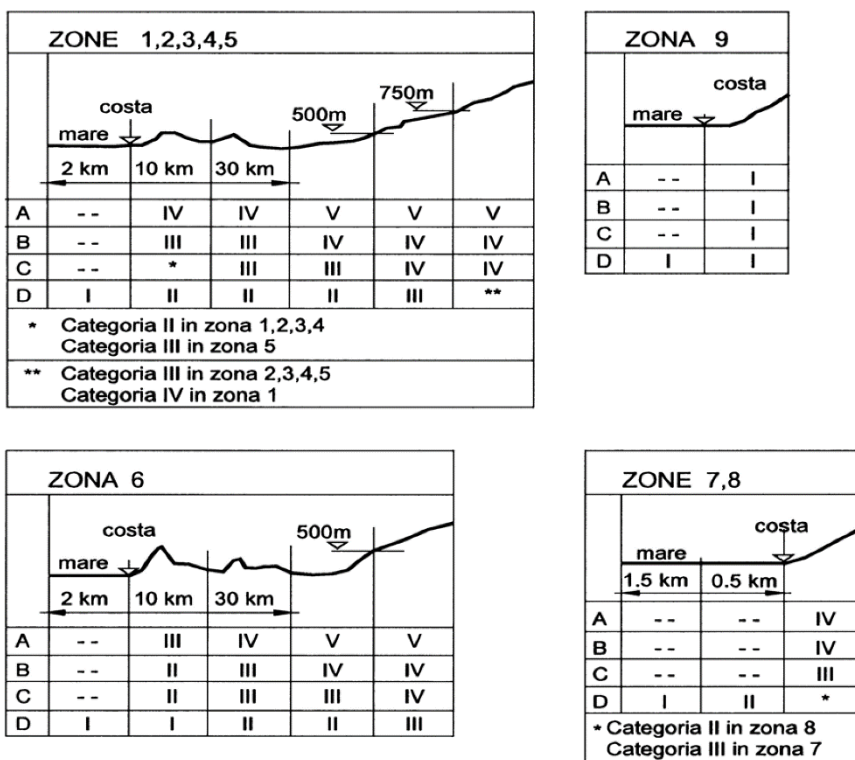 ZONE 1,2,3,4,5
costa
mare
500m
750m
2 km 10 km 30 km
A -- IV IV V V V
B -- III III IV IV IV
C -- * III III IV IV
D I II II II III **
* Categoria II in zona 1,2,3,4
Categoria III in zona 5
** Categoria III in zona 2,3,4,5
Categoria IV in zona 1
ZONA 9
costa
mare
A -- I
B -- I
C -- I
D I I
ZONA 6
costa
500m
mare
2 km 10 km 30 km
A -- III IV V V
B -- II III IV IV
C -- II III III IV
D I I II II III
ZONE 7,8
costa
mare
1.5 km 0.5 km
A -- -- IV
B -- -- IV
C -- -- III
D I II *
* Categoria II in zona 8
Categoria III in zona 7